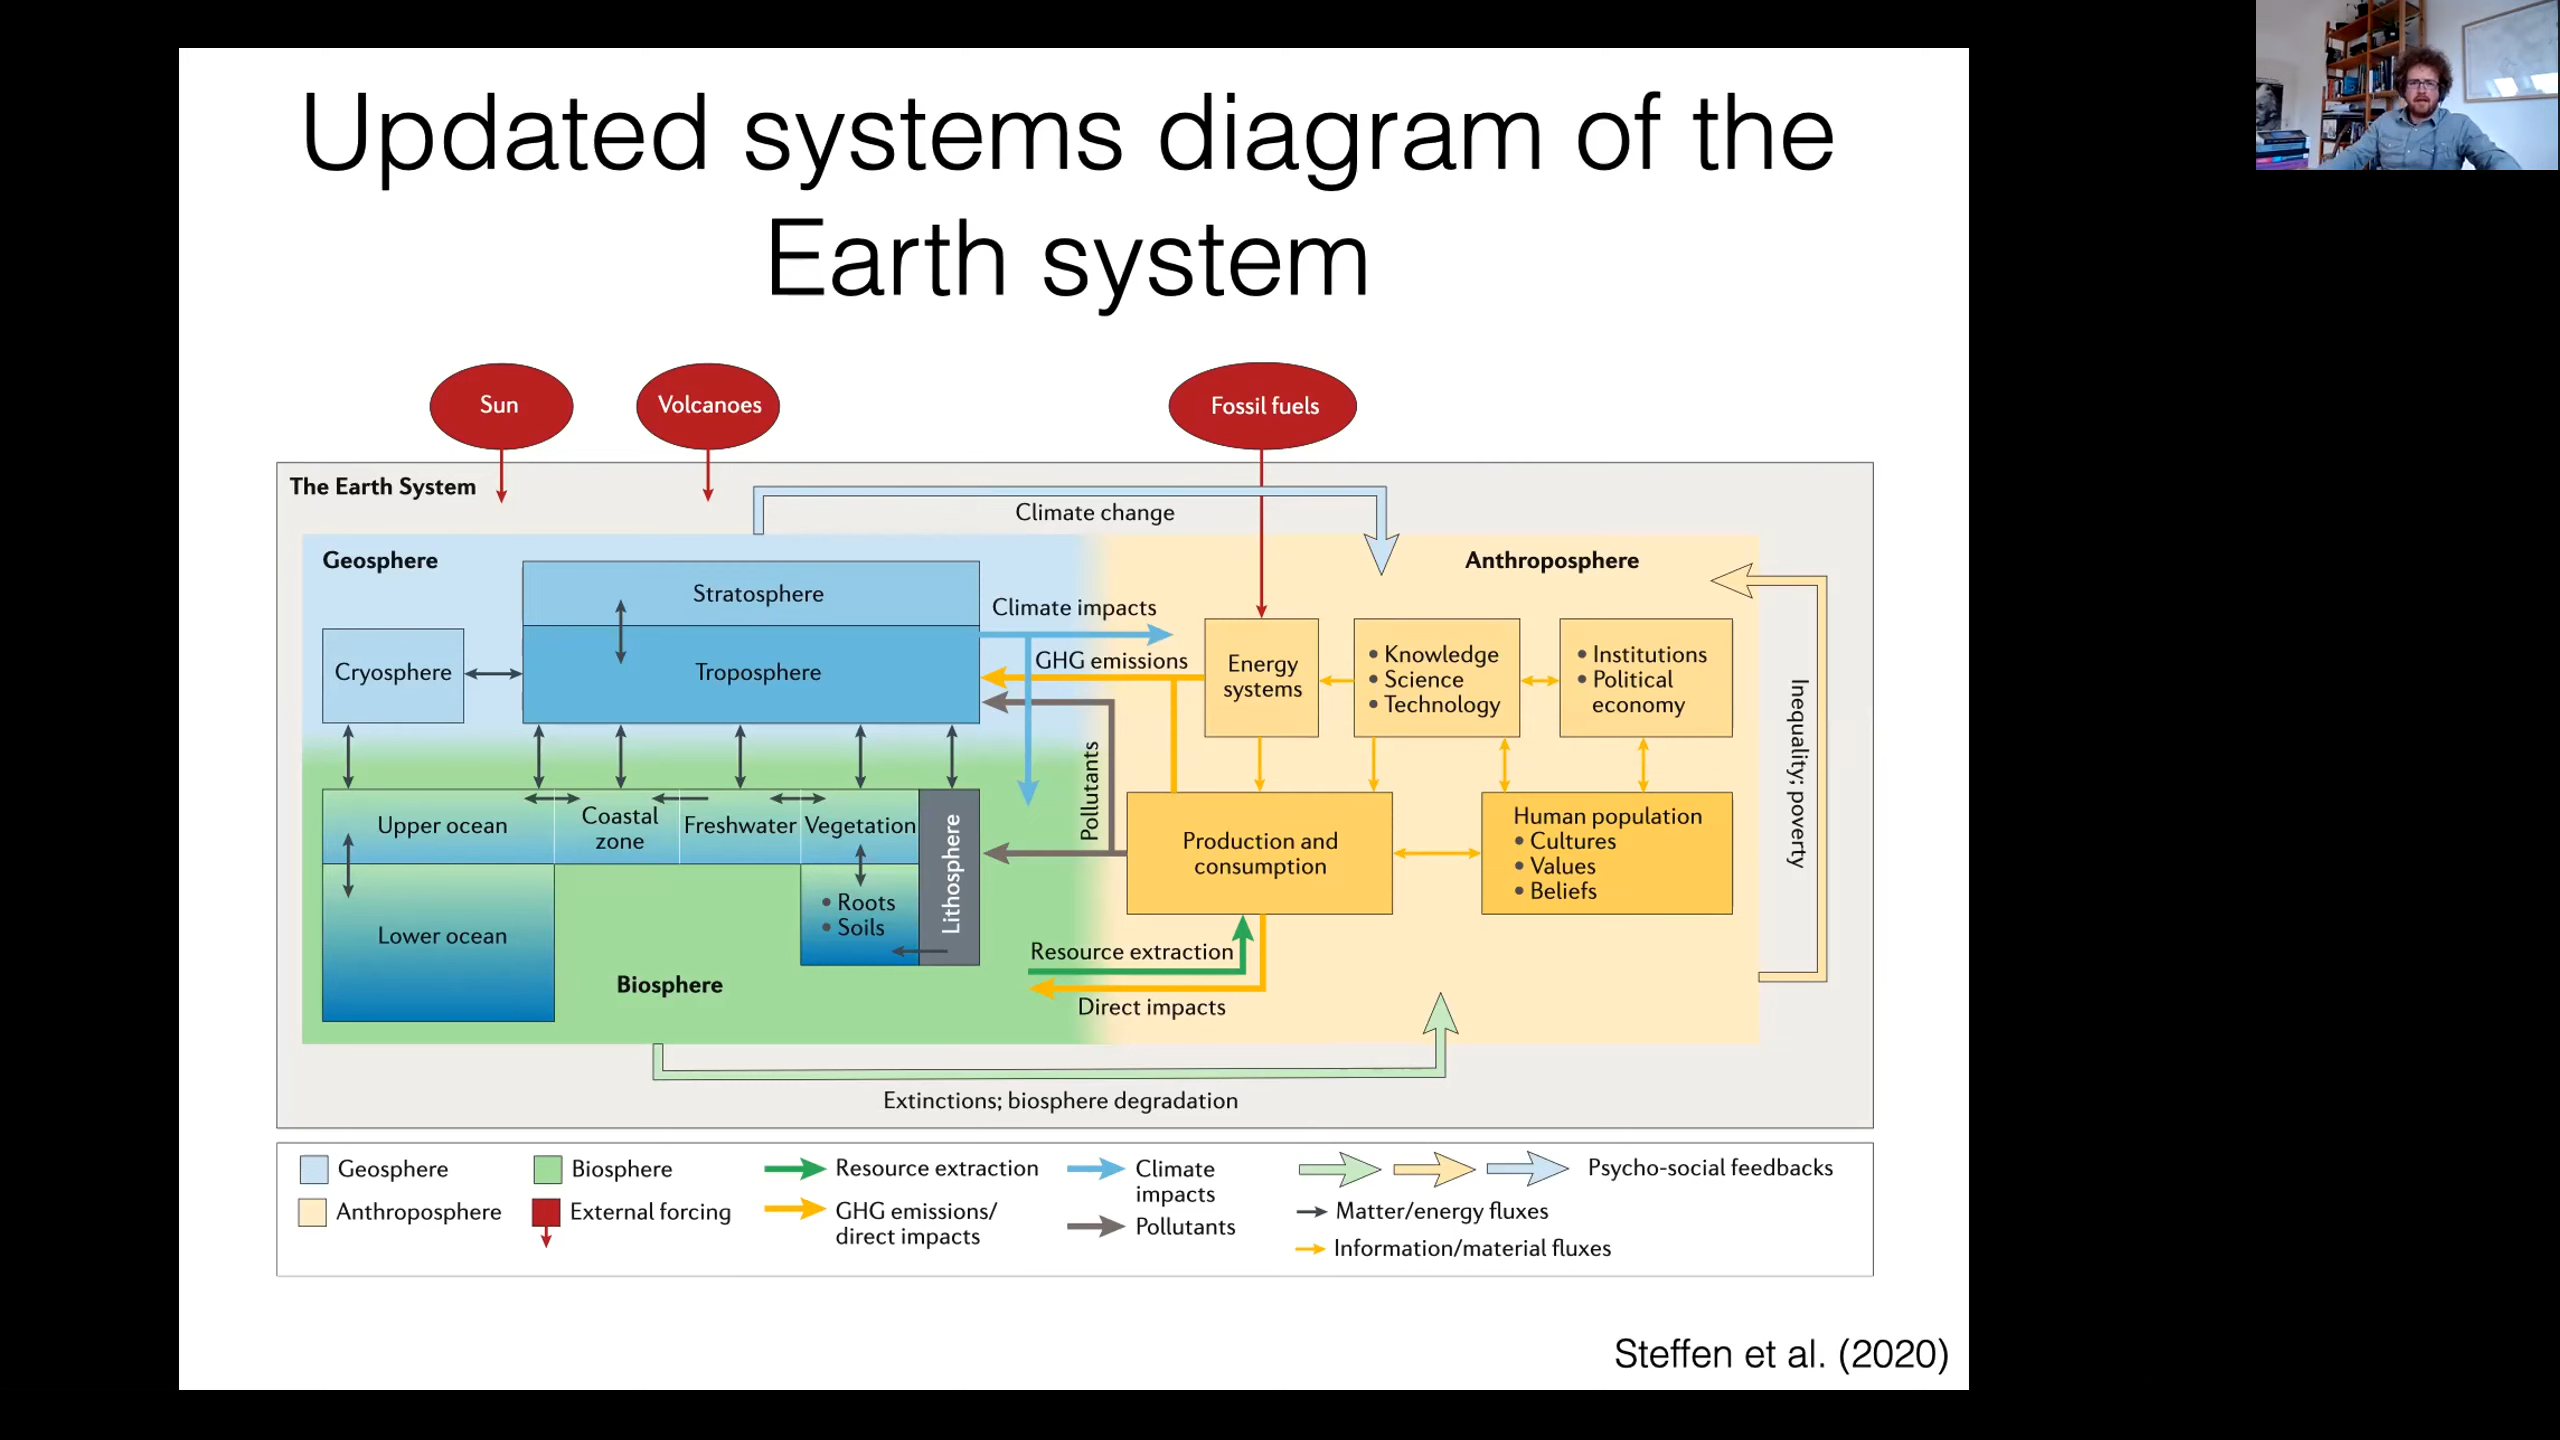 Updated systems diagram of the
Earth system
Sun
Volcanoes
Fossil fuels
The Earth System
Climate change
Geosphere
Anthroposphere
Stratosphere
Climate impacts
Cryosphere
Troposphere
GHG emissions
Energy
systems
• Knowledge
• Science
• Technology
• Institutions
• Political
economy
Inequality; poverty
Pollutants
Upper ocean
Coastal
zone
Freshwater
Vegetation
Lithosphere
Production and
consumption
Human population
• Cultures
• Values
• Beliefs
Lower ocean
• Roots
• Soils
Resource extraction
Biosphere
Direct impacts
Extinctions; biosphere degradation
Geosphere
Biosphere
Resource extraction
Climate
impacts
Psycho-social feedbacks
Anthroposphere
External forcing
GHG emissions/
direct impacts
Pollutants
Matter/energy fluxes
Information/material fluxes
Steffen et al. (2020)